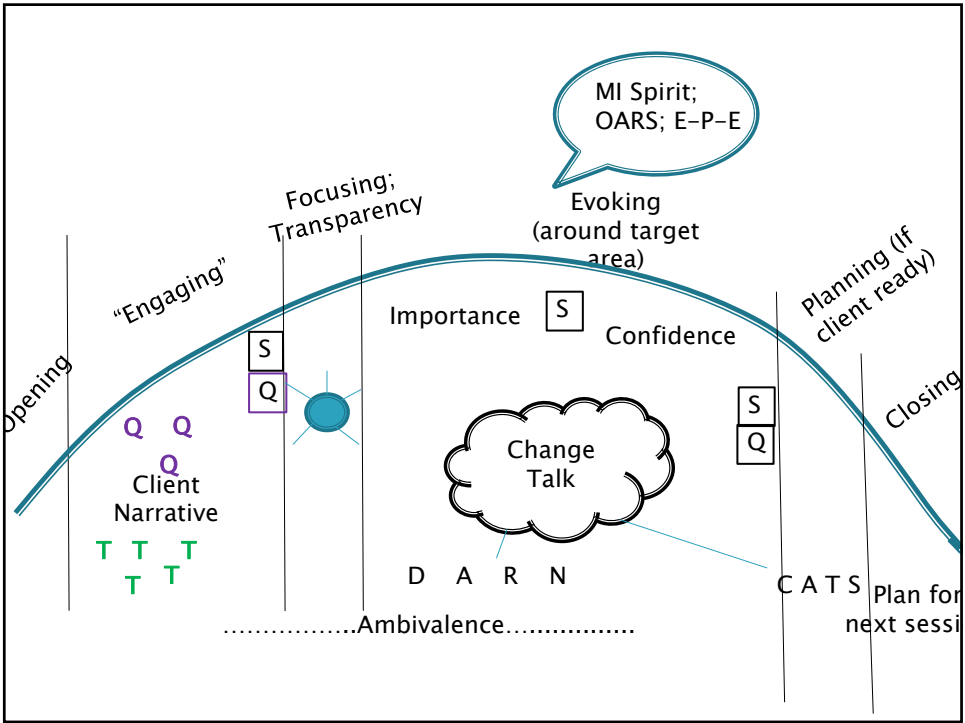 MI Spirit;
OARS; E-P-E
Focusing;
Transparency
Evoking
(around target
area)
Planning (If
client ready)
"Engaging"
Opening
Closing
Importance
S
Confidence
S
Q
Q Q
Q
Client
Narrative
T T T
T T
Change
Talk
S
Q
D A R N
C A T S
Plan for
next sessi
.................Ambivalence..................